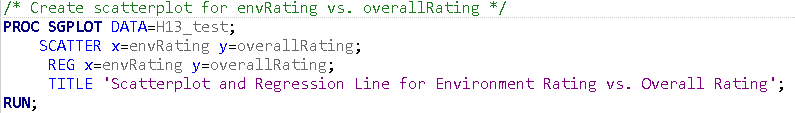 /* Create scatterplot for envRating vs. overallRating */
PROC SGPLOT DATA=H13_test;
SCATTER x=envRating y=overallRating;
REG x=envRating y=overallRating;
TITLE 'Scatterplot and Regression Line for Environment Rating vs. Overall Rating';
RUN;